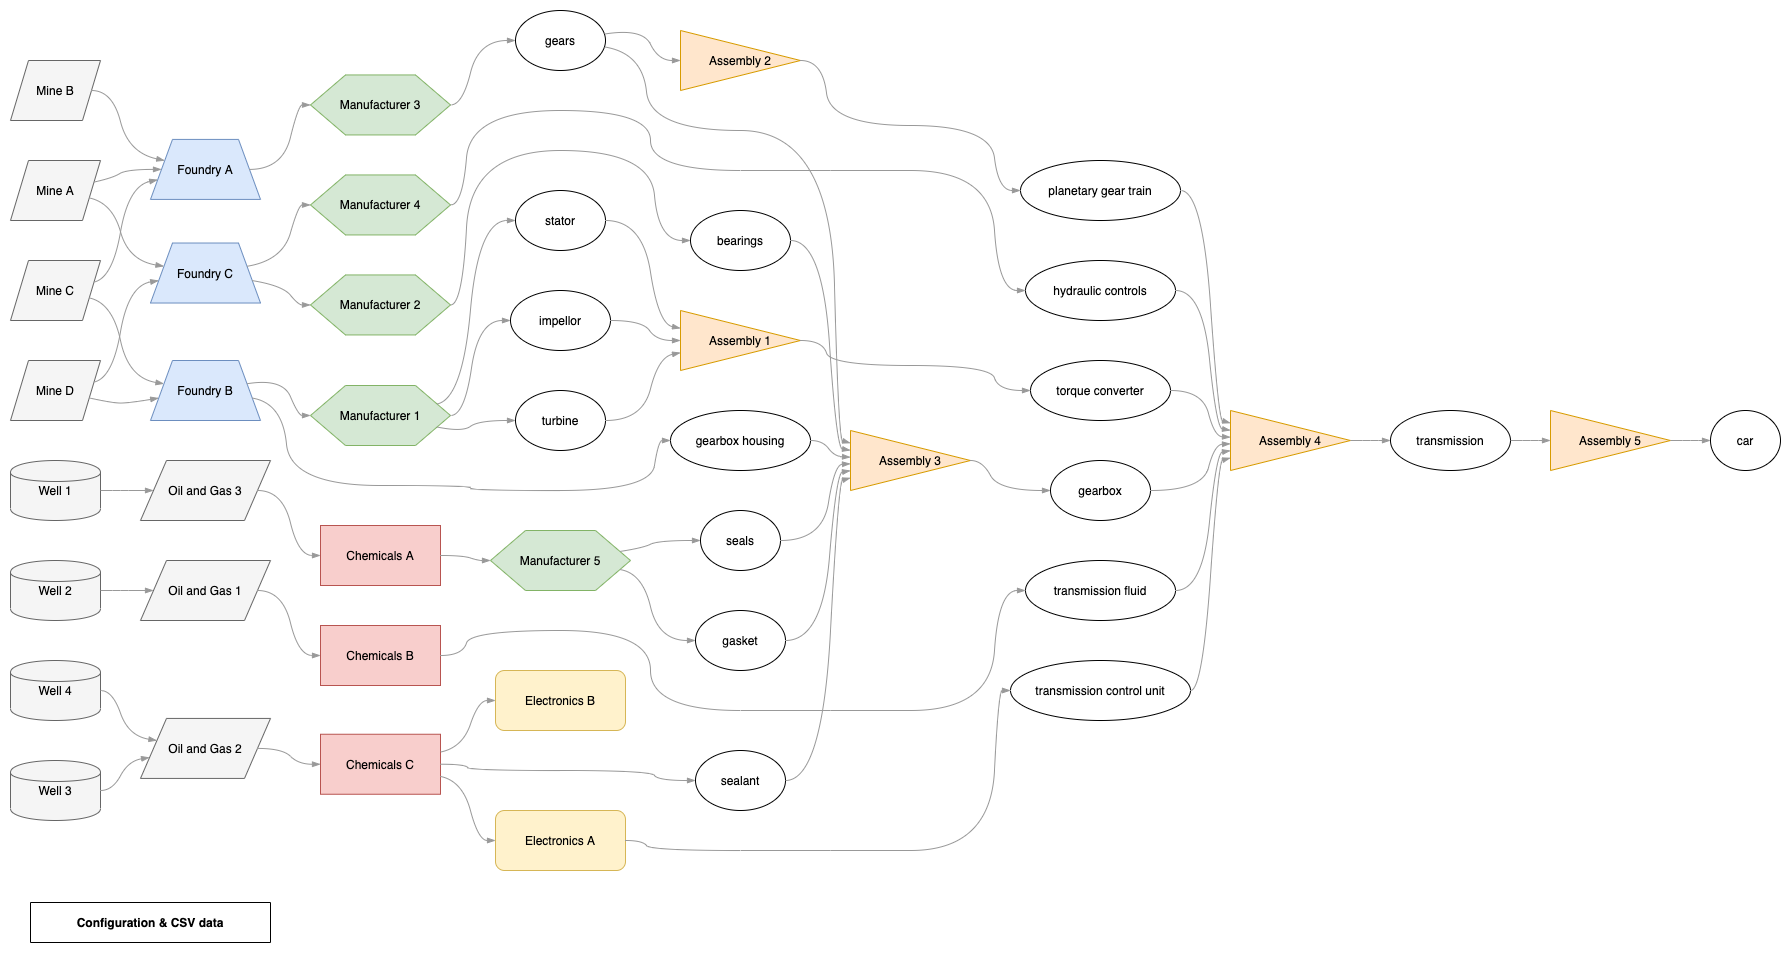 gears
Assembly 2
Mine B
Manufacturer 3
Foundry A
Mine A
planetary gear train
Manufacturer 4
stator
bearings
Foundry C
Mine C
hydraulic controls
Manufacturer 2
impellor
Assembly 1
Mine D
Foundry B
torque converter
Manufacturer 1
turbine
gearbox housing
Assembly 4
transmission
Assembly 5
car
Assembly 3
Well 1
Oil and Gas 3
gearbox
seals
Chemicals A
Manufacturer 5
Well 2
Oil and Gas 1
transmission fluid
gasket
Chemicals B
Well 4
Electronics B
transmission control unit
Oil and Gas 2
Chemicals C
sealant
Well 3
Electronics A
Configuration & CSV data